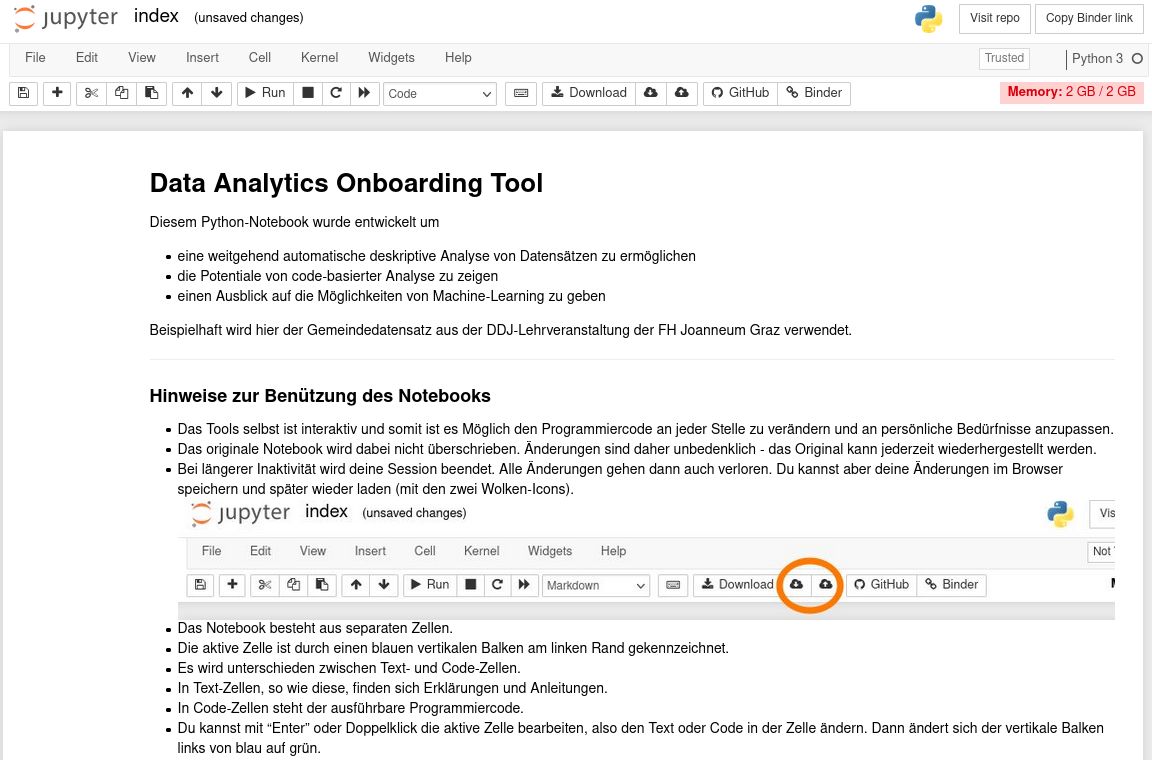 jupyter index (unsaved changes) Visit repo Copy Binder link
File Edit View Insert Cell Kernel Widgets Help Trusted Python 3
Run Code Download GitHub Binder Memory: 2 GB / 2 GB
Data Analytics Onboarding Tool
Diesem Python-Notebook wurde entwickelt um
eine weitgehend automatische deskriptive Analyse von Datensätzen zu ermöglichen
die Potentiale von code-basierter Analyse zu zeigen
einen Ausblick auf die Möglichkeiten von Machine-Learning zu geben
Beispielhaft wird hier der Gemeindedatensatz aus der DDJ-Lehrveranstaltung der FH Joanneum Graz verwendet.
Hinweise zur Benützung des Notebooks
Das Tools selbst ist interaktiv und somit ist es Möglich den Programmiercode an jeder Stelle zu verändern und an persönliche Bedürfnisse anzupassen.
Das originale Notebook wird dabei nicht überschrieben. Änderungen sind daher unbedenklich - das Original kann jederzeit wiederhergestellt werden.
Bei längerer Inaktivität wird deine Session beendet. Alle Änderungen gehen dann auch verloren. Du kannst aber deine Änderungen im Browser
speichern und später wieder laden (mit den zwei Wolken-Icons).
jupyter index (unsaved changes) Vis
File Edit View Insert Cell Kernel Widgets Help Not
Run Markdown Download GitHub Binder
Das Notebook besteht aus separaten Zellen.
Die aktive Zelle ist durch einen blauen vertikalen Balken am linken Rand gekennzeichnet.
Es wird unterschieden zwischen Text- und Code-Zellen.
In Text-Zellen, so wie diese, finden sich Erklärungen und Anleitungen.
In Code-Zellen steht der ausführbare Programmiercode.
Du kannst mit “Enter” oder Doppelklick die aktive Zelle bearbeiten, also den Text oder Code in der Zelle ändern. Dann ändert sich der vertikale Balken
links von blau auf grün.